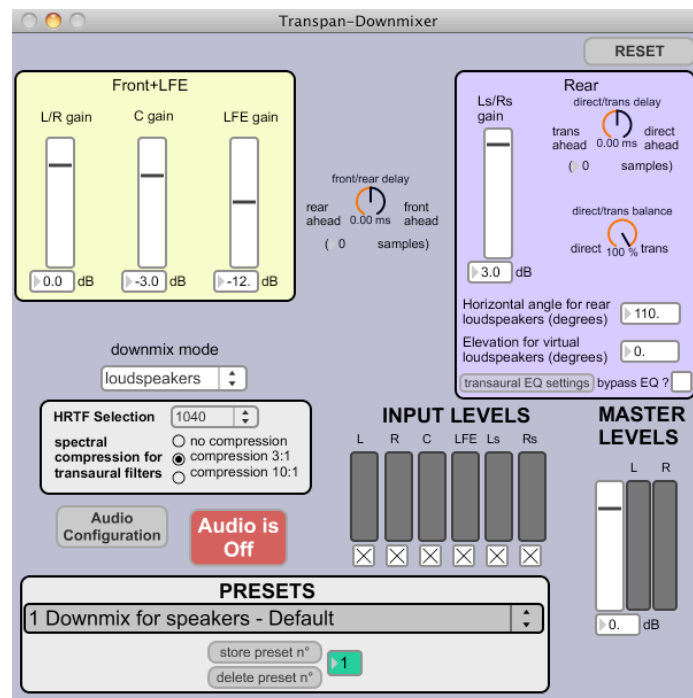 Transpan-Downmixer
RESET
Front+LFE
L/R gain
C gain
LFE gain
0.0 dB
-3.0 dB
-12. dB
front/rear delay
rear ahead
0.00 ms
front ahead
( 0 samples)
Rear
Ls/Rs gain
3.0 dB
direct/trans delay
trans ahead
0.00 ms
direct ahead
( 0 samples)
direct/trans balance
direct 100 % trans
Horizontal angle for rear
loudspeakers (degrees)
110.
Elevation for virtual
loudspeakers (degrees)
0.
transaural EQ settings
bypass EQ ?
downmix mode
loudspeakers
HRTF Selection
1040
spectral
compression for
transaural filters
no compression
compression 3:1
compression 10:1
Audio
Configuration
Audio is
Off
INPUT LEVELS
L R C LFE Ls Rs
MASTER
LEVELS
L R
0. dB
PRESETS
1 Downmix for speakers - Default
store preset n°
delete preset n°
1